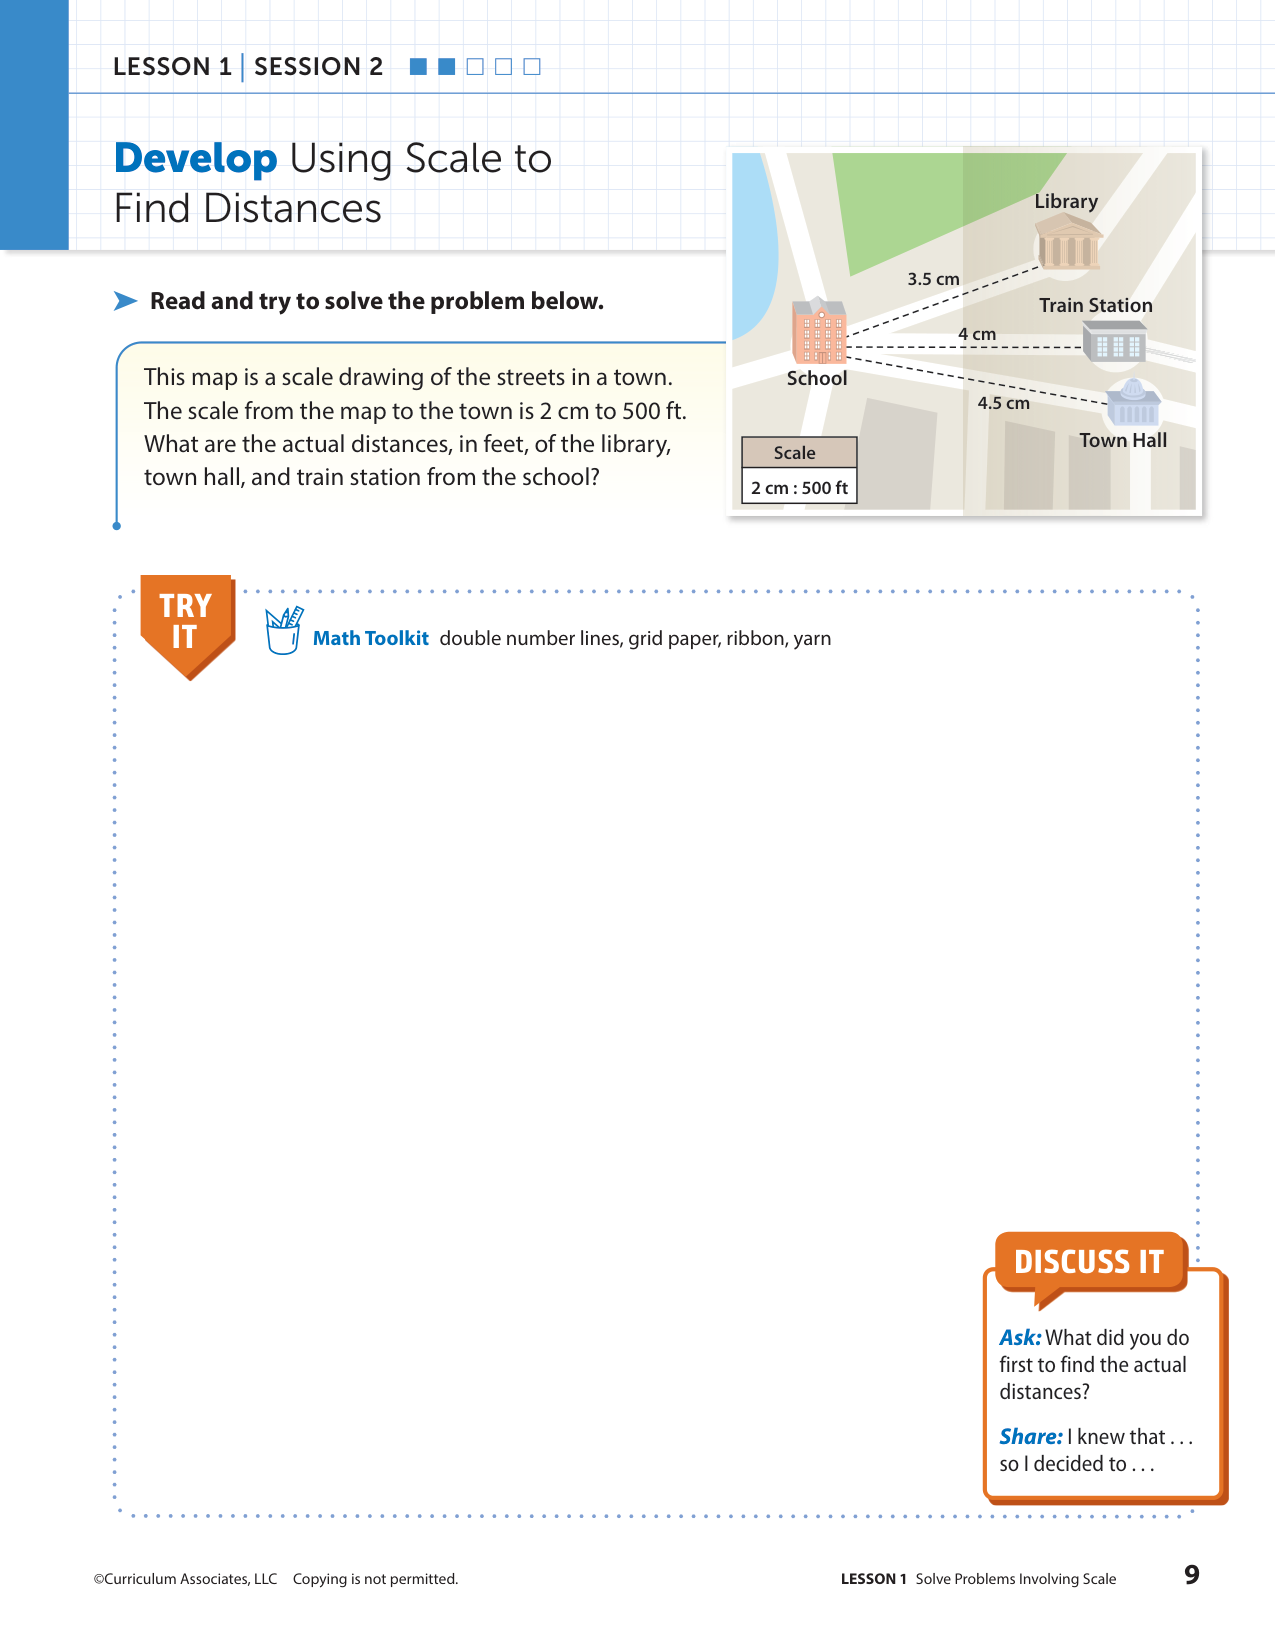 LESSON 1 | SESSION 2
Develop Using Scale to
Find Distances
Read and try to solve the problem below.
This map is a scale drawing of the streets in a town.
The scale from the map to the town is 2 cm to 500 ft.
What are the actual distances, in feet, of the library,
town hall, and train station from the school?
Library
3.5 cm
Train Station
4 cm
School
4.5 cm
Town Hall
Scale
2 cm : 500 ft
TRY
IT
Math Toolkit double number lines, grid paper, ribbon, yarn
DISCUSS IT
Ask: What did you do
first to find the actual
distances?
Share: I knew that . . .
so I decided to . . .
©Curriculum Associates, LLC Copying is not permitted.
LESSON 1 Solve Problems Involving Scale
9